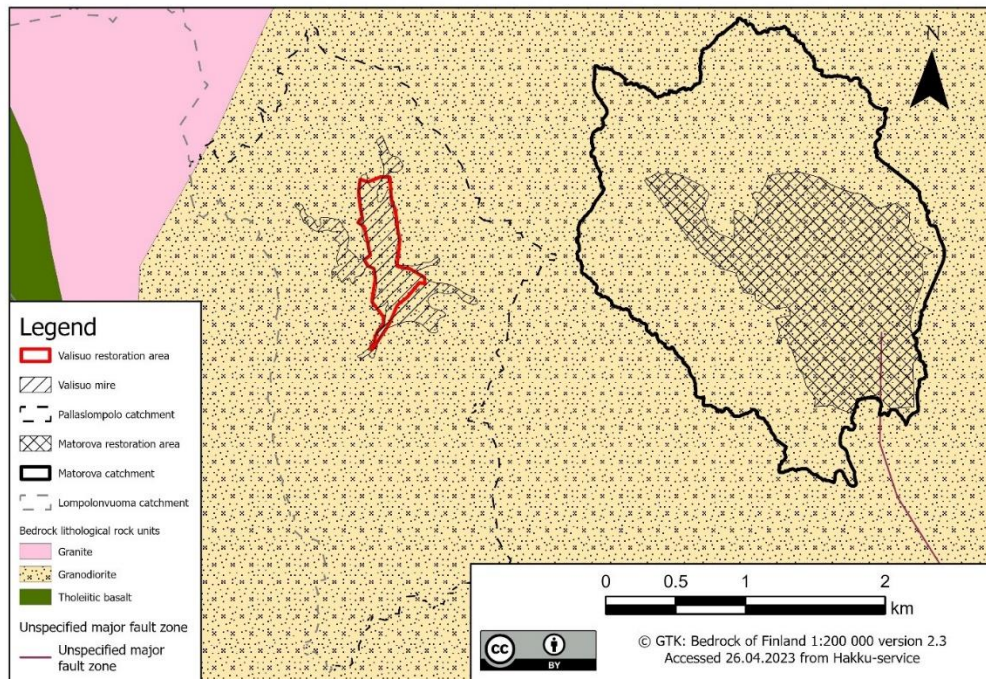 N
Legend
Valisuo restoration area
Valisuo mire
Pallaslompolo catchment
Matorova restoration area
Matorova catchment
Lompolonvuoma catchment
Bedrock lithological rock units
Granite
Granodiorite
Tholeiitic basalt
Unspecified major fault zone
Unspecified major
fault zone
0 0.5 1 2
km
cc BY
© GTK: Bedrock of Finland 1:200 000 version 2.3
Accessed 26.04.2023 from Hakku-service